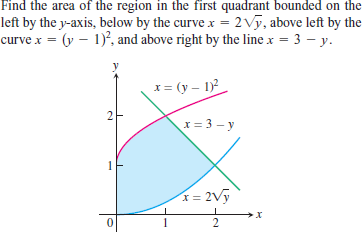 Find the area of the region in the first quadrant bounded on the
left by the y-axis, below by the curve x = 2√y, above left by the
curve x = (y − 1)², and above right by the line x = 3 − y.
y
x = (y − 1)²
2
x = 3 − y
1
x = 2√y
x
0
1
2